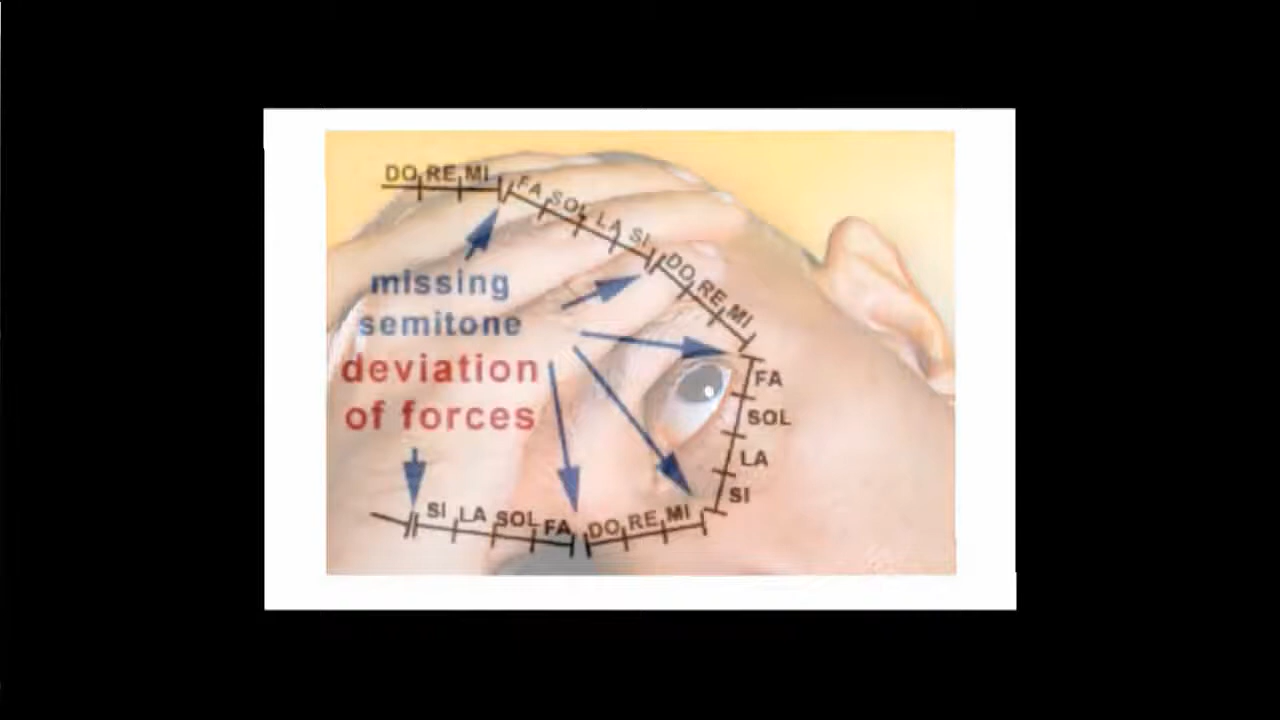 DO RE MI
FA SOL LA SI
DO RE MI
missing
semitone
deviation
of forces
FA
SOL
LA
SI
SI LA SOL FA
DO RE MI